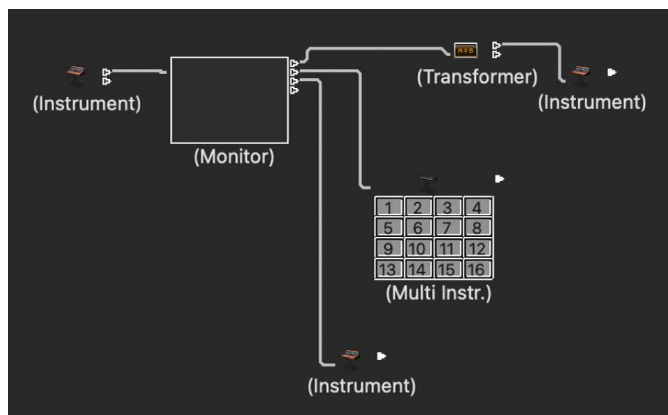 (Instrument)
(Monitor)
(Transformer)
(Instrument)
1 2 3 4
5 6 7 8
9 10 11 12
13 14 15 16
(Multi Instr.)
(Instrument)